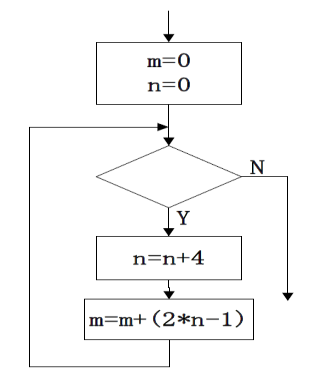 m=0
n=0
N
Y
n=n+4
m=m+(2*n-1)